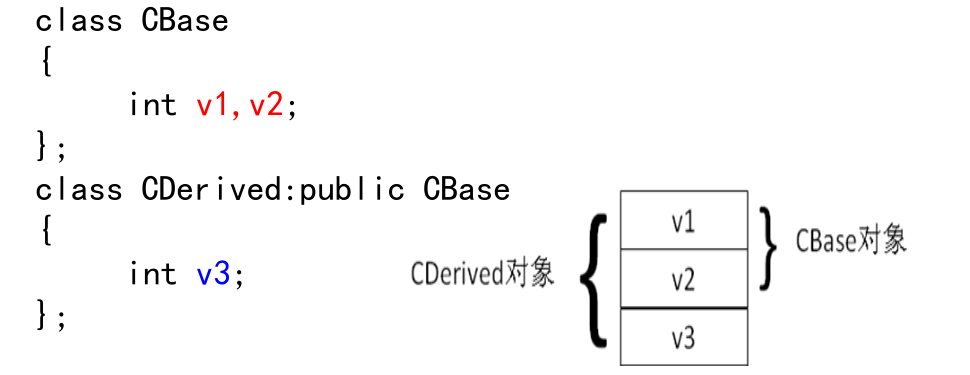 class CBase
{
int v1,v2;
};
class CDerived:public CBase
{
int v3;
};
CDerived对象
v1
v2
v3
CBase对象